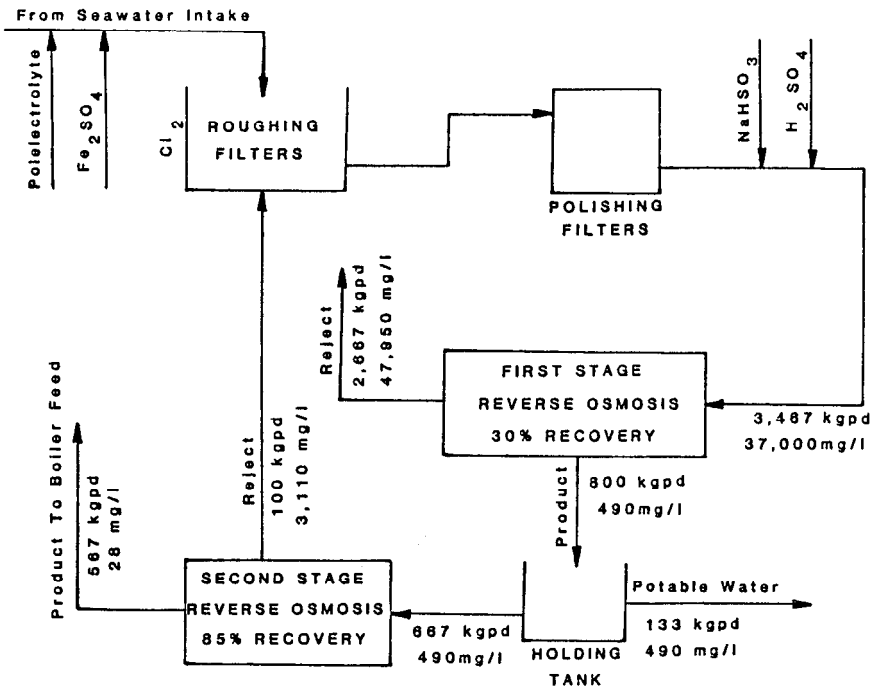 From Seawater Intake
Polelectrolyte
Fe2SO4
Cl2
ROUGHING
FILTERS
POLISHING
FILTERS
NaHSO3
H2SO4
Reject
2,667 kgpd
47,950 mg/l
FIRST STAGE
REVERSE OSMOSIS
30% RECOVERY
3,467 kgpd
37,000mg/l
Product To Boiler Feed
567 kgpd
28 mg/l
Reject
100 kgpd
3,110 mg/l
Product
800 kgpd
490mg/l
SECOND STAGE
REVERSE OSMOSIS
85% RECOVERY
667 kgpd
490mg/l
HOLDING
TANK
Potable Water
133 kgpd
490 mg/l